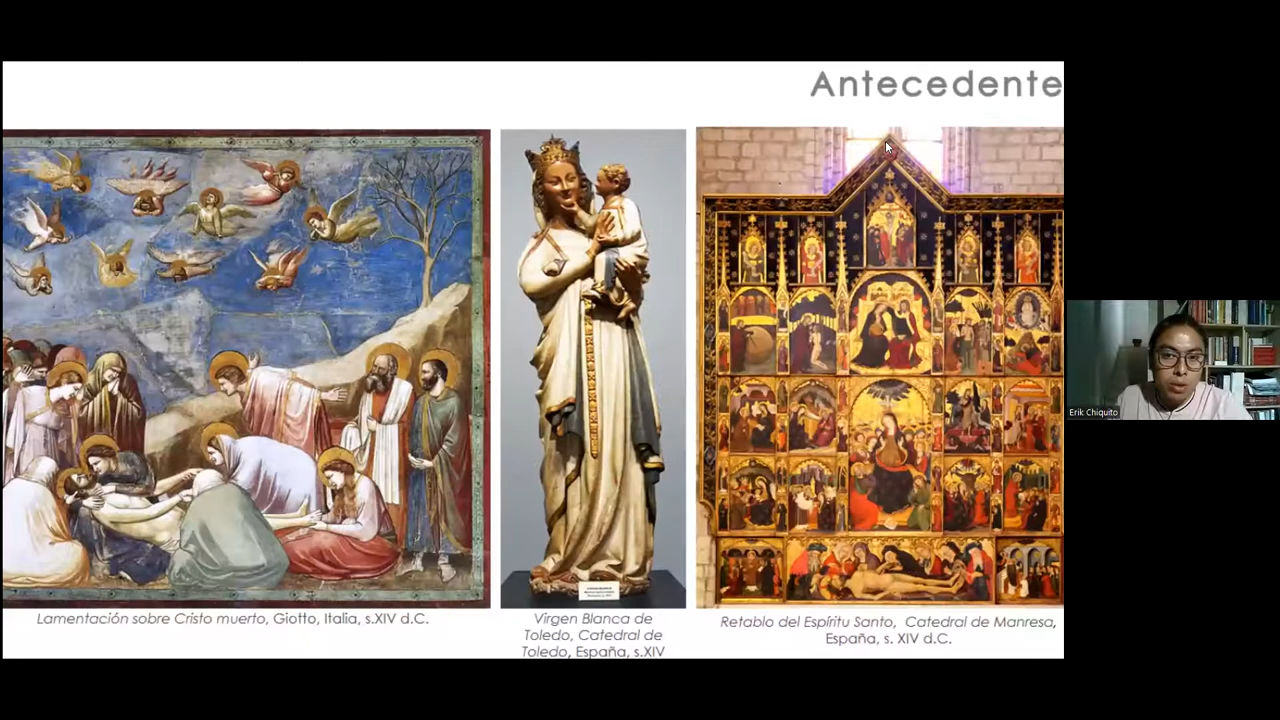 Antecedente
Lamentación sobre Cristo muerto, Giotto, Italia, s.XIV d.C.
Virgen Blanca de
Toledo, Catedral de
Toledo, España, s.XIV
Retablo del Espíritu Santo, Catedral de Manresa,
España, s. XIV d.C.
Erik Chiquito